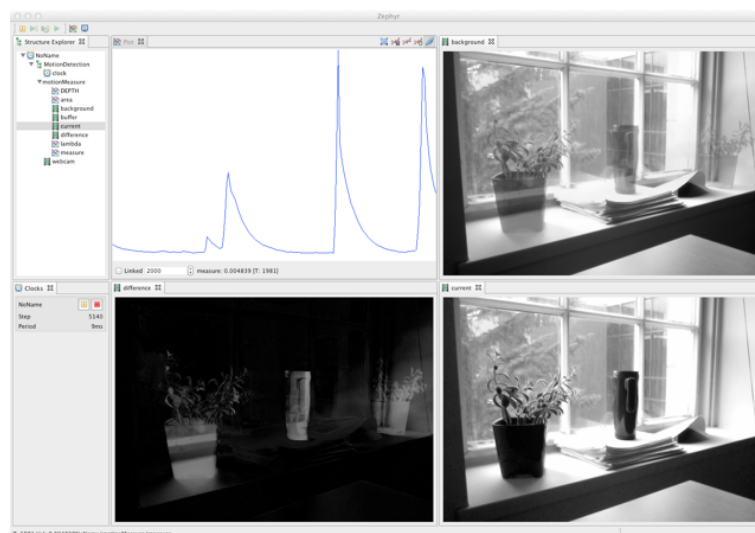 Zephyr
Structure Explorer
NoName
MotionDetection
clock
motionMeasure
DEPTH
area
background
buffer
current
difference
lambda
measure
webcam
Plot
Linked 2000 measure: 0.004839 [T: 1981]
background
Clocks
NoName
Step 5140
Period 9ms
difference
current